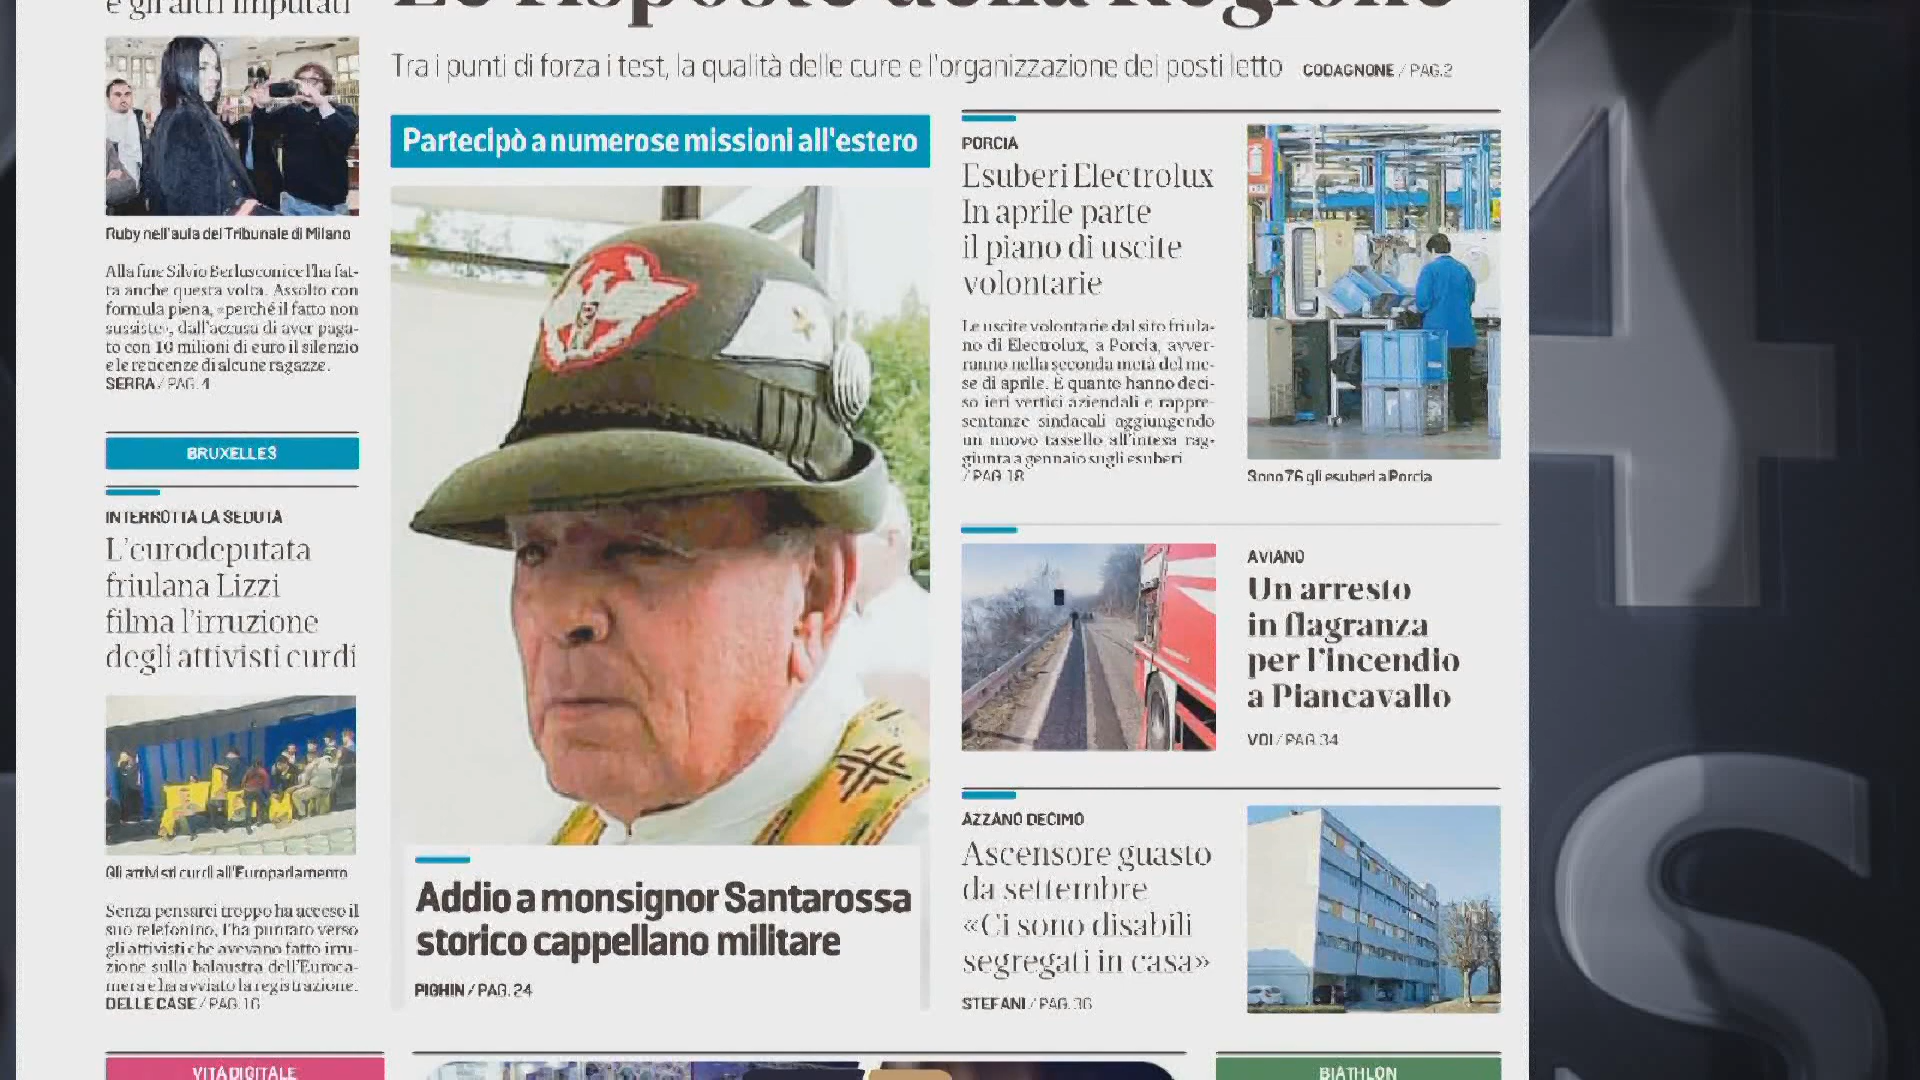 e gli altri imputati
Le risposte della Regione
Tra i punti di forza i test, la qualità delle cure e l'organizzazione dei posti letto CODAGNONE / PAG.2
Ruby nell'aula del Tribunale di Milano
Alla fine Silvio Berlusconi ce l'ha fat-
ta anche questa volta. Assolto con
formula piena, «perché il fatto non
sussiste», dall'accusa di aver paga-
to con 10 milioni di euro il silenzio
e le reticenze di alcune ragazze.
SERRA / PAG. 4
BRUXELLES
INTERROTTA LA SEDUTA
L'eurodeputata
friulana Lizzi
filma l'irruzione
degli attivisti curdi
Gli attivisti curdi all'Europarlamento
Senza pensarci troppo ha acceso il
suo telefonino, l'ha puntato verso
gli attivisti che avevano fatto irru-
zione sulla balaustra dell'Euroca-
mera e ha avviato la registrazione.
DELLE CASE / PAG. 16
VITA DIGITALE
Partecipò a numerose missioni all'estero
Addio a monsignor Santarossa
storico cappellano militare
PIGHIN / PAG. 24
PORCIA
Esuberi Electrolux
In aprile parte
il piano di uscite
volontarie
Le uscite volontarie dal sito friula-
no di Electrolux, a Porcia, avver-
ranno nella seconda metà del me-
se di aprile. È quanto hanno deci-
so ieri vertici aziendali e rappre-
sentanze sindacali aggiungendo
un nuovo tassello all'intesa rag-
giunta a gennaio sugli esuberi
/ PAG. 18
Sono 76 gli esuberi a Porcia
AVIANO
Un arresto
in flagranza
per l'incendio
a Piancavallo
VOI / PAG. 34
AZZANO DECIMO
Ascensore guasto
da settembre
«Ci sono disabili
segregati in casa»
STEFANI / PAG. 36
BIATHLON
4
S